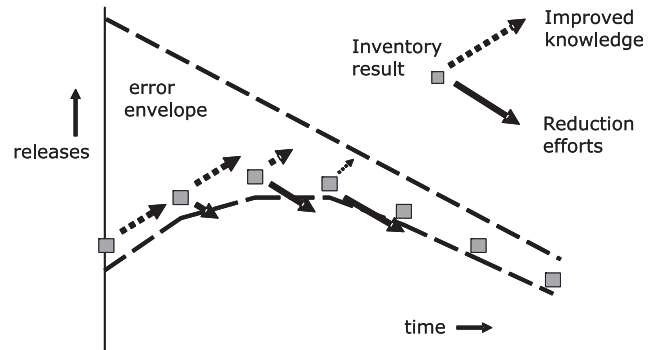 Improved
knowledge
Inventory
result
error
envelope
releases
Reduction
efforts
time